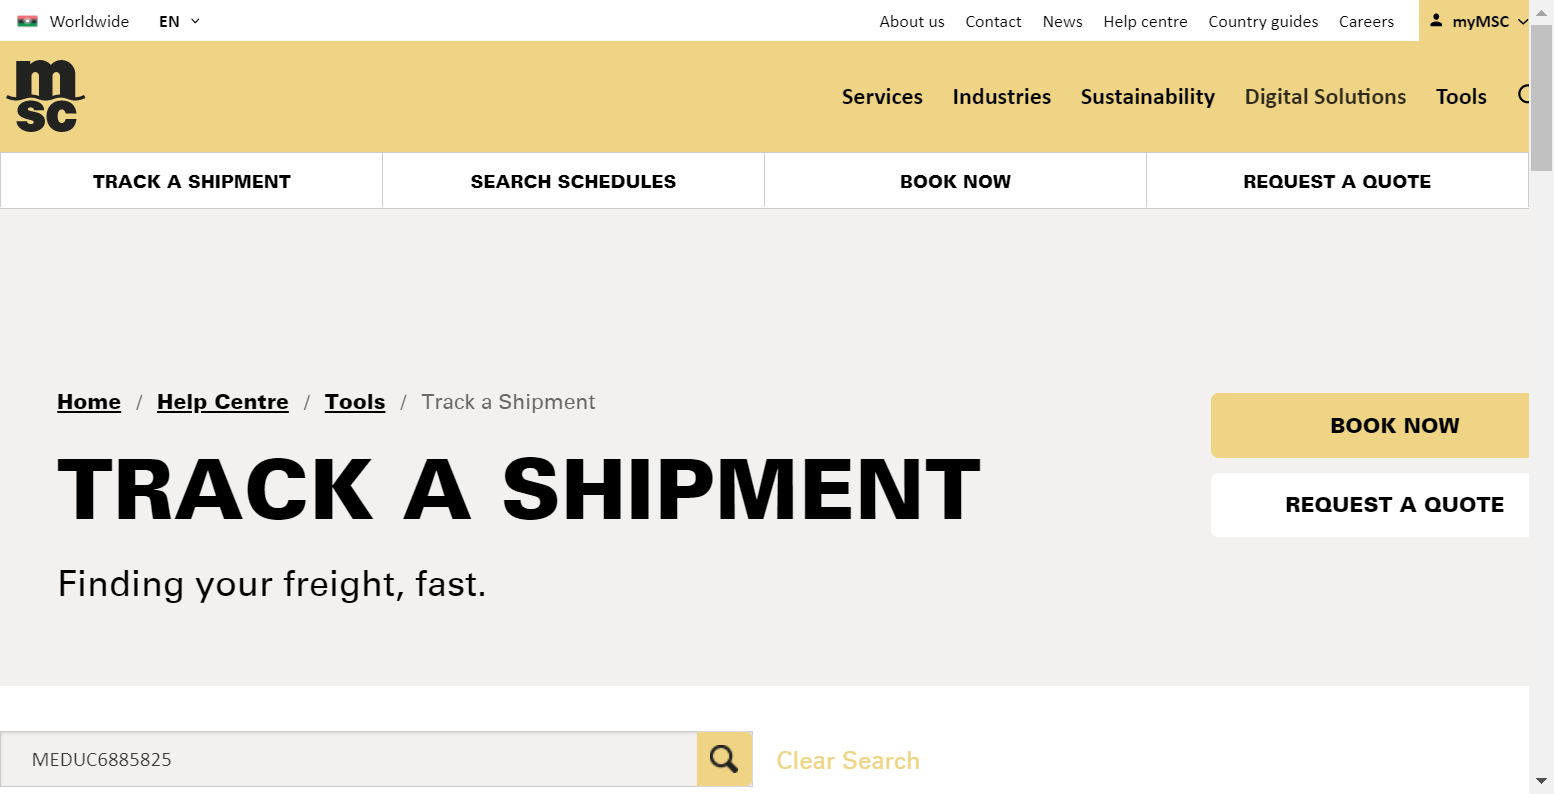 Worldwide EN About us Contact News Help centre Country guides Careers myMSC
msc
Services Industries Sustainability Digital Solutions Tools
TRACK A SHIPMENT SEARCH SCHEDULES BOOK NOW REQUEST A QUOTE
Home / Help Centre / Tools / Track a Shipment
BOOK NOW
TRACK A SHIPMENT
REQUEST A QUOTE
Finding your freight, fast.
MEDUC6885825 Clear Search